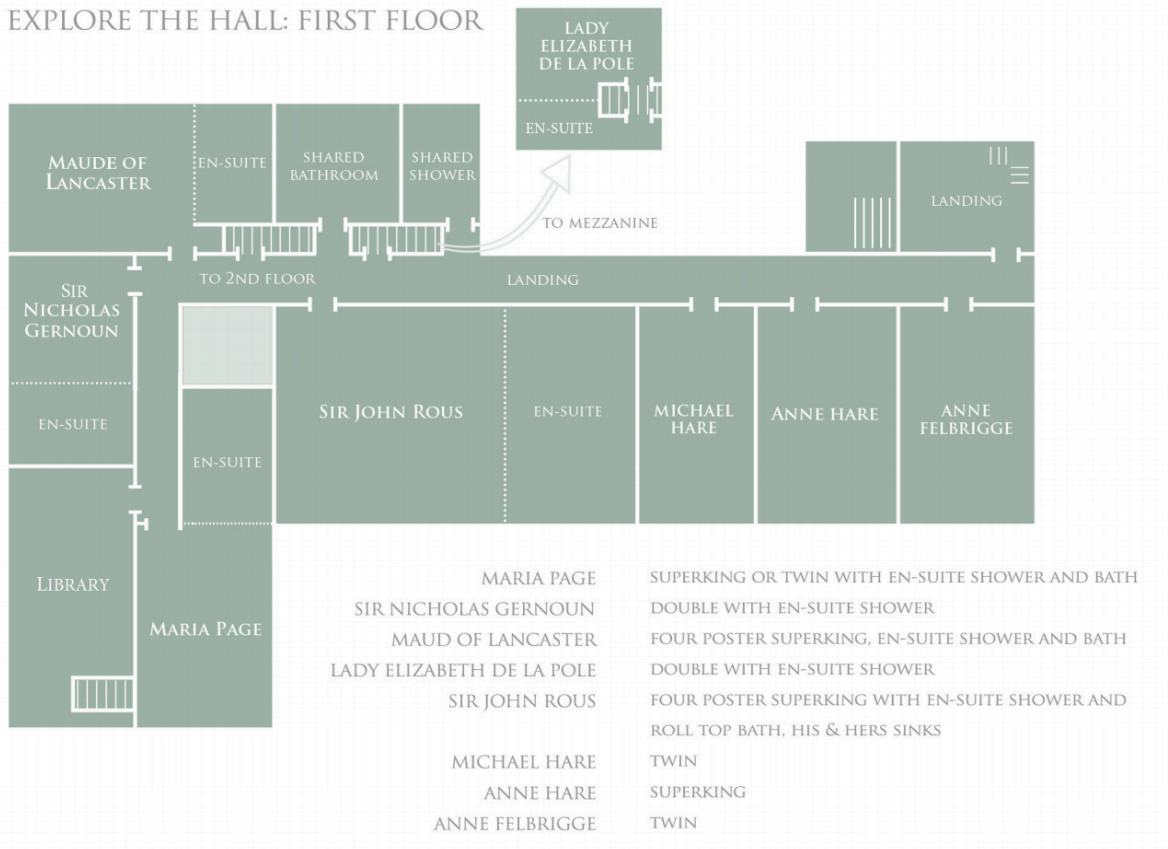 EXPLORE THE HALL: FIRST FLOOR
LADY
ELIZABETH
DE LA POLE
EN-SUITE
MAUDE OF
LANCASTER
EN-SUITE
SHARED
BATHROOM
SHARED
SHOWER
TO MEZZANINE
LANDING
TO 2ND FLOOR
LANDING
SIR
NICHOLAS
GERNOUN
EN-SUITE
EN-SUITE
SIR JOHN ROUS
EN-SUITE
MICHAEL
HARE
ANNE HARE
ANNE
FELBRIGGE
LIBRARY
MARIA PAGE
MARIA PAGE SUPERKING OR TWIN WITH EN-SUITE SHOWER AND BATH
SIR NICHOLAS GERNOUN DOUBLE WITH EN-SUITE SHOWER
MAUD OF LANCASTER FOUR POSTER SUPERKING, EN-SUITE SHOWER AND BATH
LADY ELIZABETH DE LA POLE DOUBLE WITH EN-SUITE SHOWER
SIR JOHN ROUS FOUR POSTER SUPERKING WITH EN-SUITE SHOWER AND
ROLL TOP BATH, HIS & HERS SINKS
MICHAEL HARE TWIN
ANNE HARE SUPERKING
ANNE FELBRIGGE TWIN